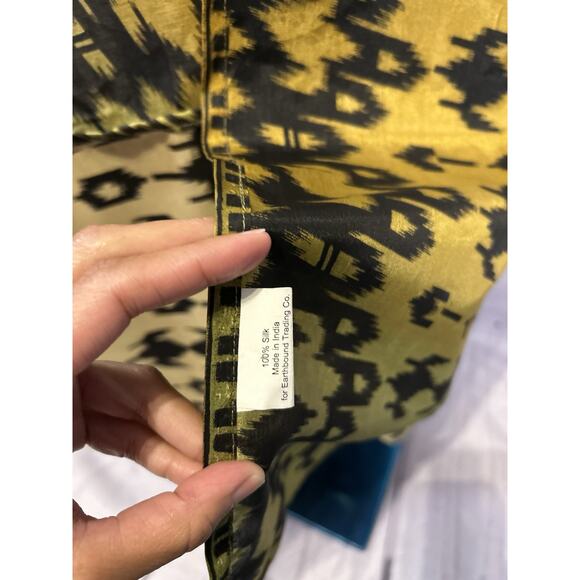 100% Silk
Made in India
for Earthbound Trading Co.